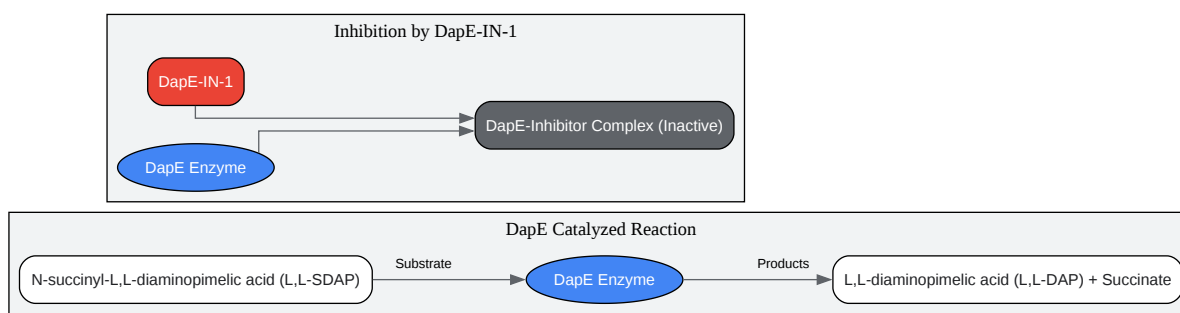 Inhibition by DapE-IN-1
DapE-IN-1
DapE-Inhibitor Complex (Inactive)
DapE Enzyme
DapE Catalyzed Reaction
N-succinyl-L,L-diaminopimelic acid (L,L-SDAP)
Substrate
DapE Enzyme
Products
L,L-diaminopimelic acid (L,L-DAP) + Succinate